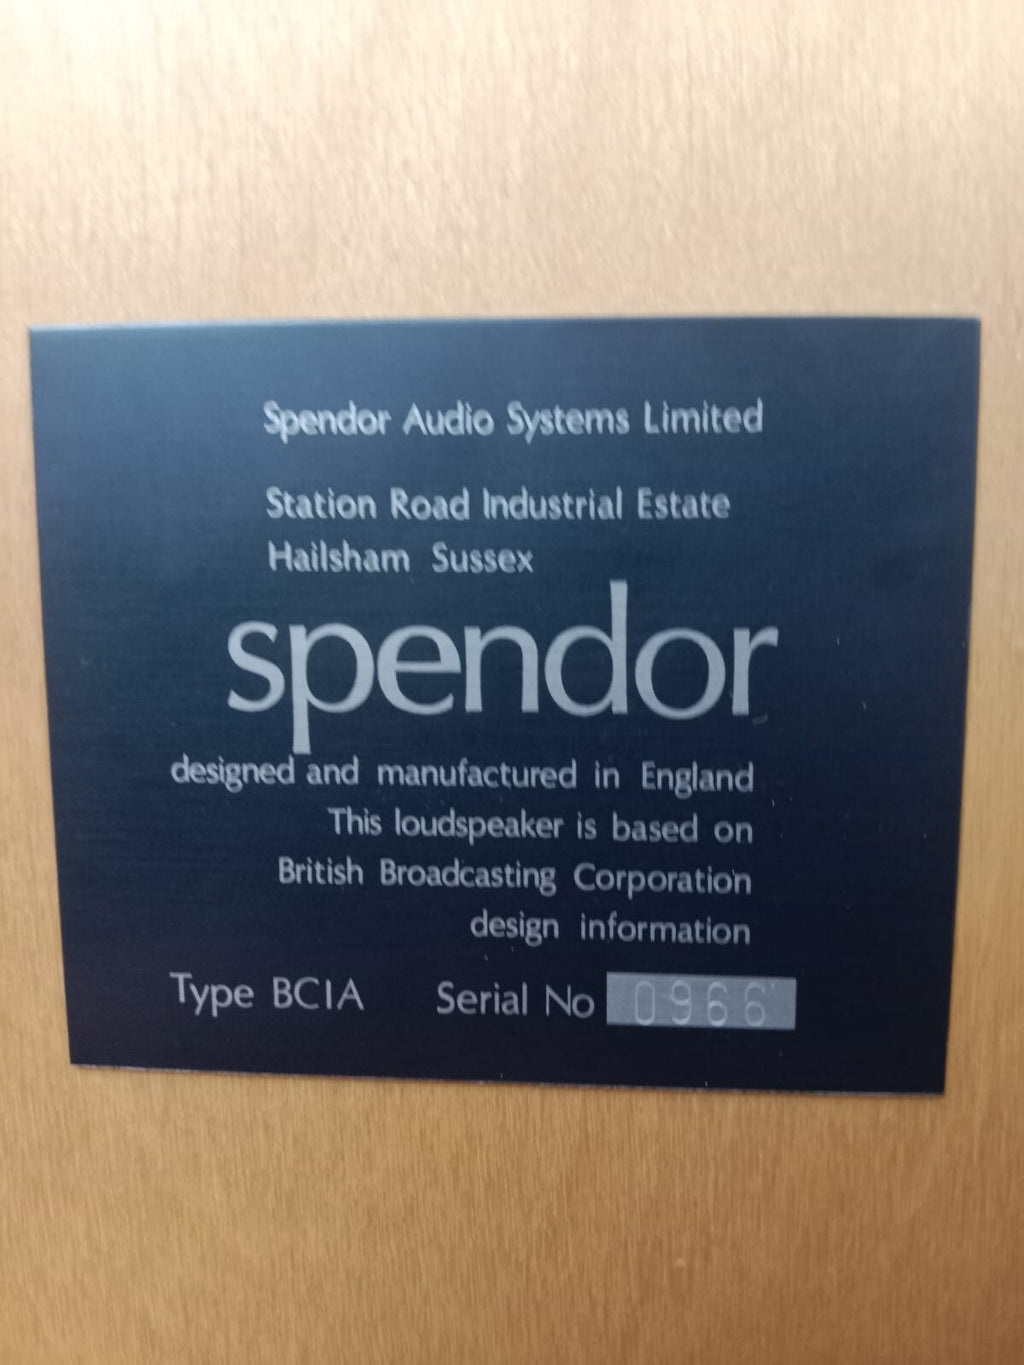 Spendor Audio Systems Limited
Station Road Industrial Estate
Hailsham Sussex
spendor
designed and manufactured in England
This loudspeaker is based on
British Broadcasting Corporation
design information
Type BC1A Serial No 0966